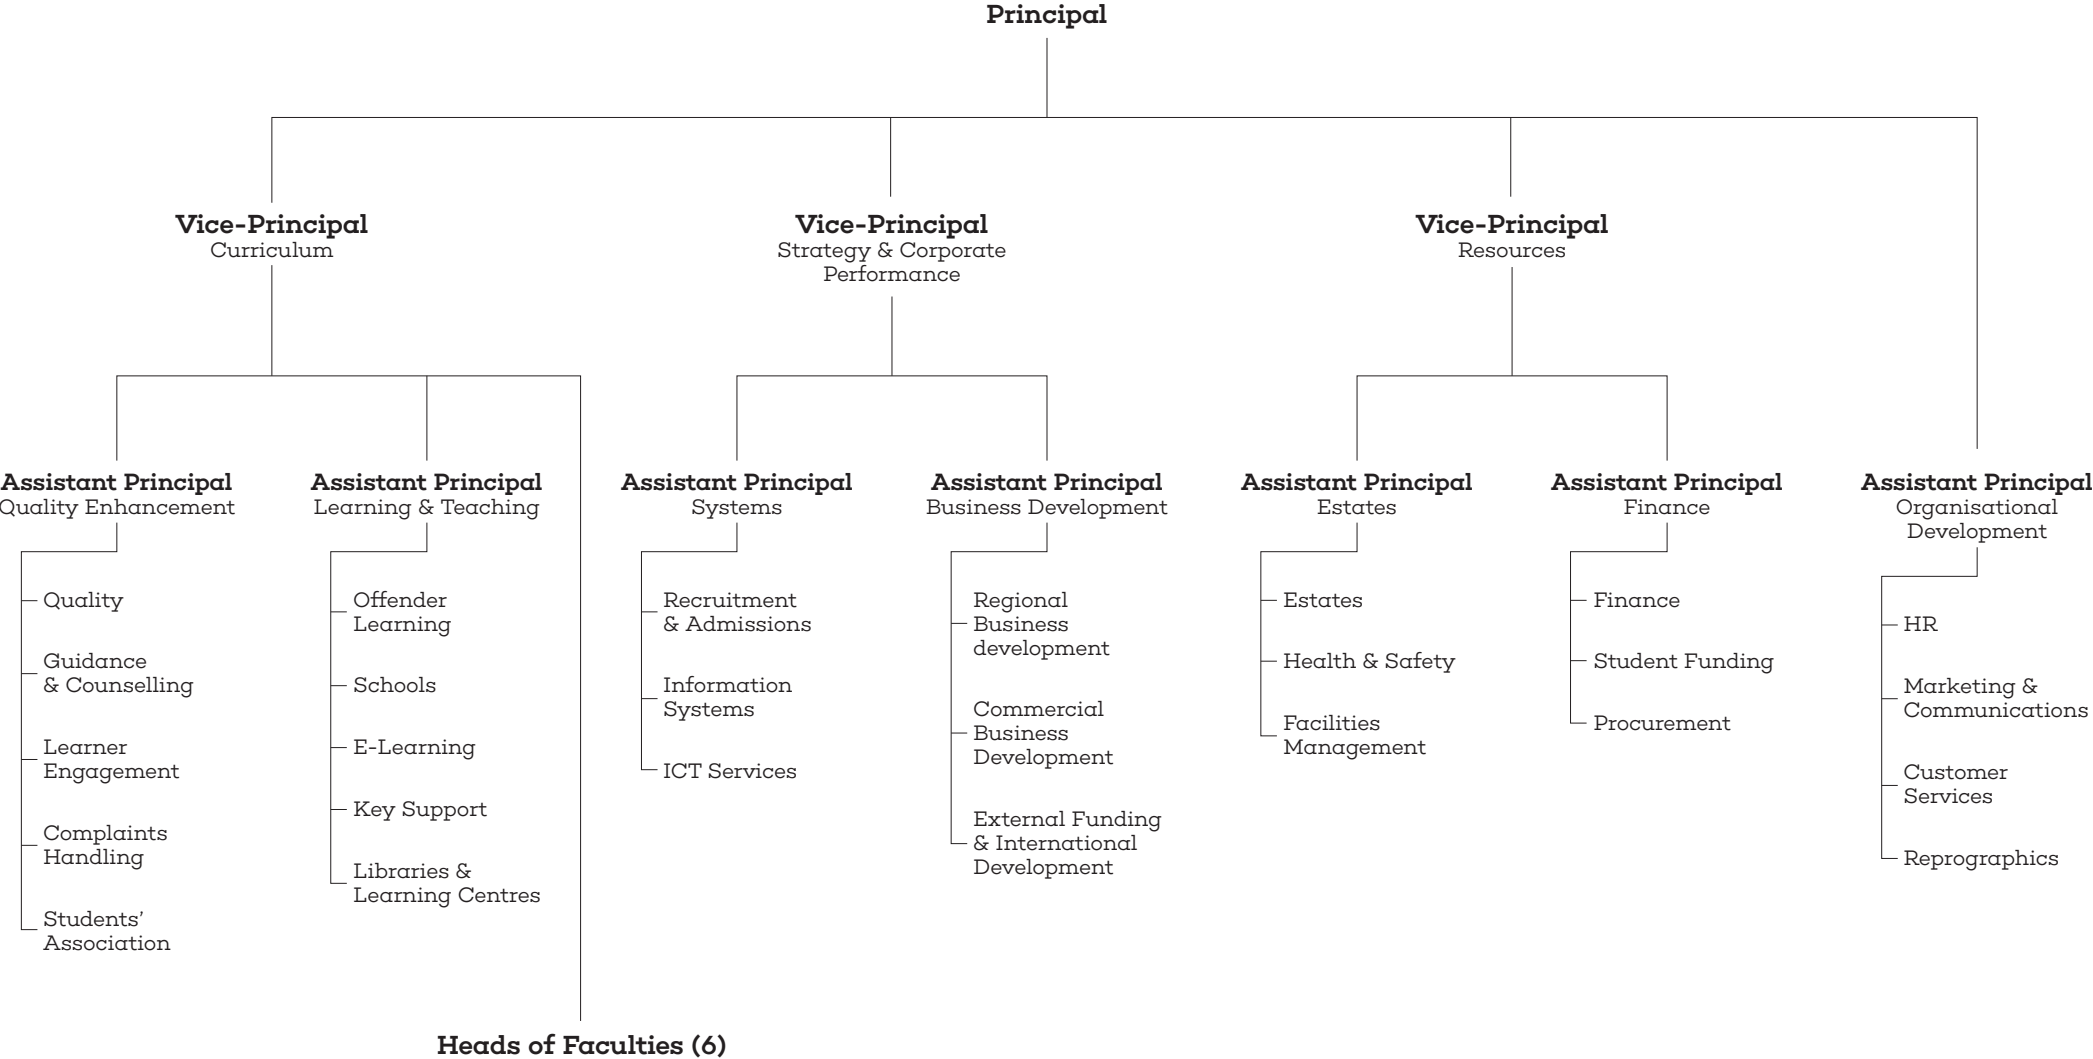 Principal
Vice-Principal
Curriculum
Vice-Principal
Strategy & Corporate
Performance
Vice-Principal
Resources
Assistant Principal
Quality Enhancement
Quality
Guidance
& Counselling
Learner
Engagement
Complaints
Handling
Students’
Association
Assistant Principal
Learning & Teaching
Offender
Learning
Schools
E-Learning
Key Support
Libraries &
Learning Centres
Heads of Faculties (6)
Assistant Principal
Systems
Recruitment
& Admissions
Information
Systems
ICT Services
Assistant Principal
Business Development
Regional
Business
development
Commercial
Business
Development
External Funding
& International
Development
Assistant Principal
Estates
Estates
Health & Safety
Facilities
Management
Assistant Principal
Finance
Finance
Student Funding
Procurement
Assistant Principal
Organisational
Development
HR
Marketing &
Communications
Customer
Services
Reprographics